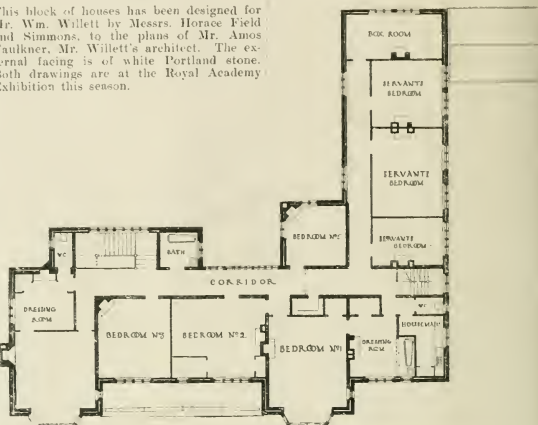 This block of houses has been designed for
Mr. Wm. Willett by Messrs. Horace Field
and Simmons, to the plans of Mr. Amos
Faulkner, Mr. Willett's architect. The ex-
ternal facing is of white Portland stone.
Both drawings are at the Royal Academy
Exhibition this season.
BOX ROOM
SERVANTS
BEDROOM
SERVANTS
BEDROOM
SERVANTS
BEDROOM
BEDROOM No5
WC
BATH
CORRIDOR
DRESSING
ROOM
BEDROOM No3
BEDROOM No2
BEDROOM No1
DRESSING
ROOM
WC
HOUSEMAID